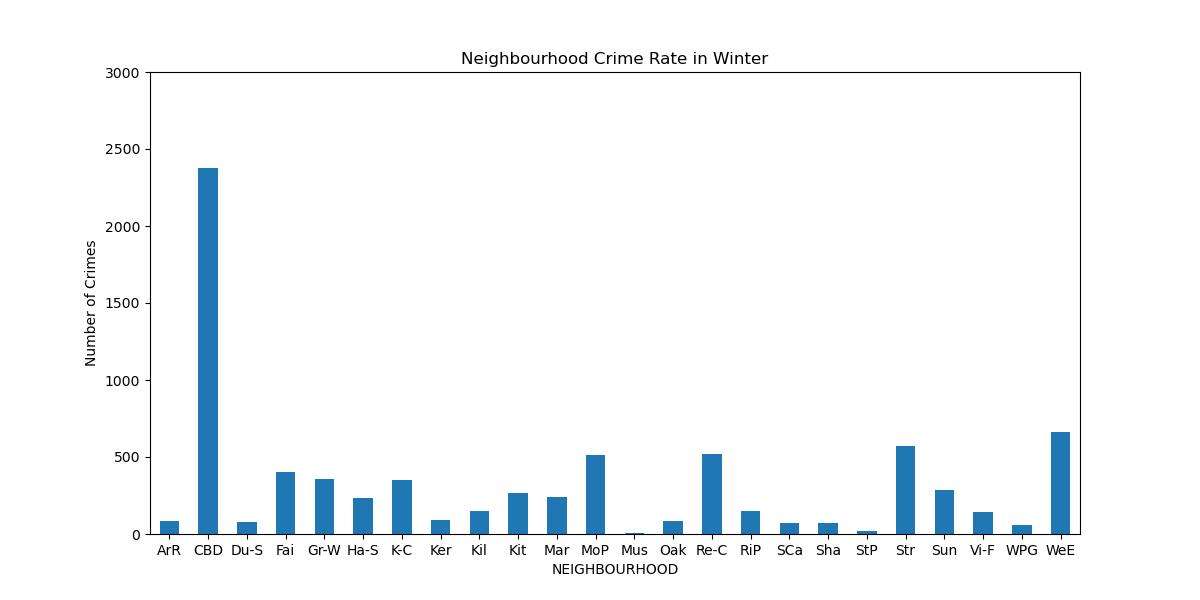 Neighbourhood Crime Rate in Winter
3000
2500
2000
1500
1000
500
0
Number of Crimes
ArR CBD Du-S Fai Gr-W Ha-S K-C Ker Kil Kit Mar MoP Mus Oak Re-C RiP SCa Sha StP Str Sun Vi-F WPG WeE
NEIGHBOURHOOD